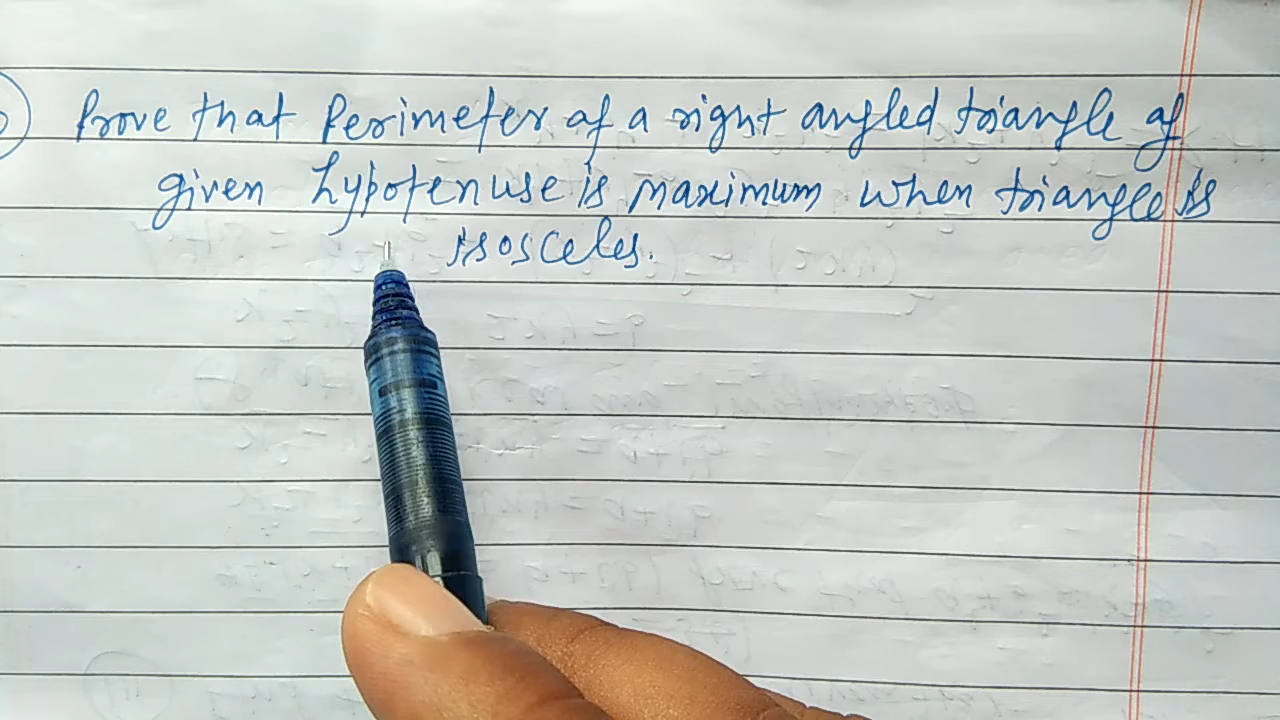 Prove that Perimeter of a right angled triangle of
given hypotenuse is maximum when triangle is
isosceles.